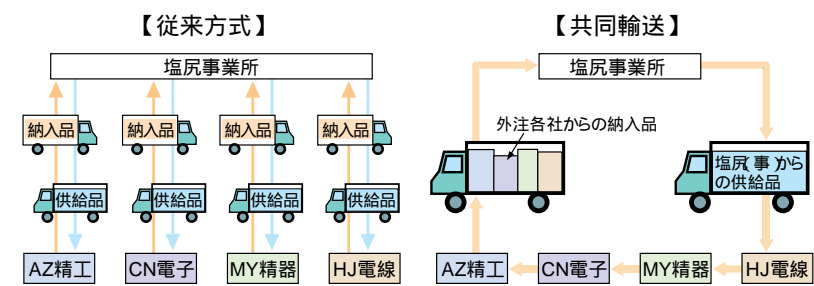 【従来方式】
塩尻事業所
納入品 納入品 納入品 納入品
供給品 供給品 供給品 供給品
AZ精工 CN電子 MY精器 HJ電線
【共同輸送】
塩尻事業所
外注各社からの納入品
塩尻(事)から
の供給品
AZ精工 CN電子 MY精器 HJ電線